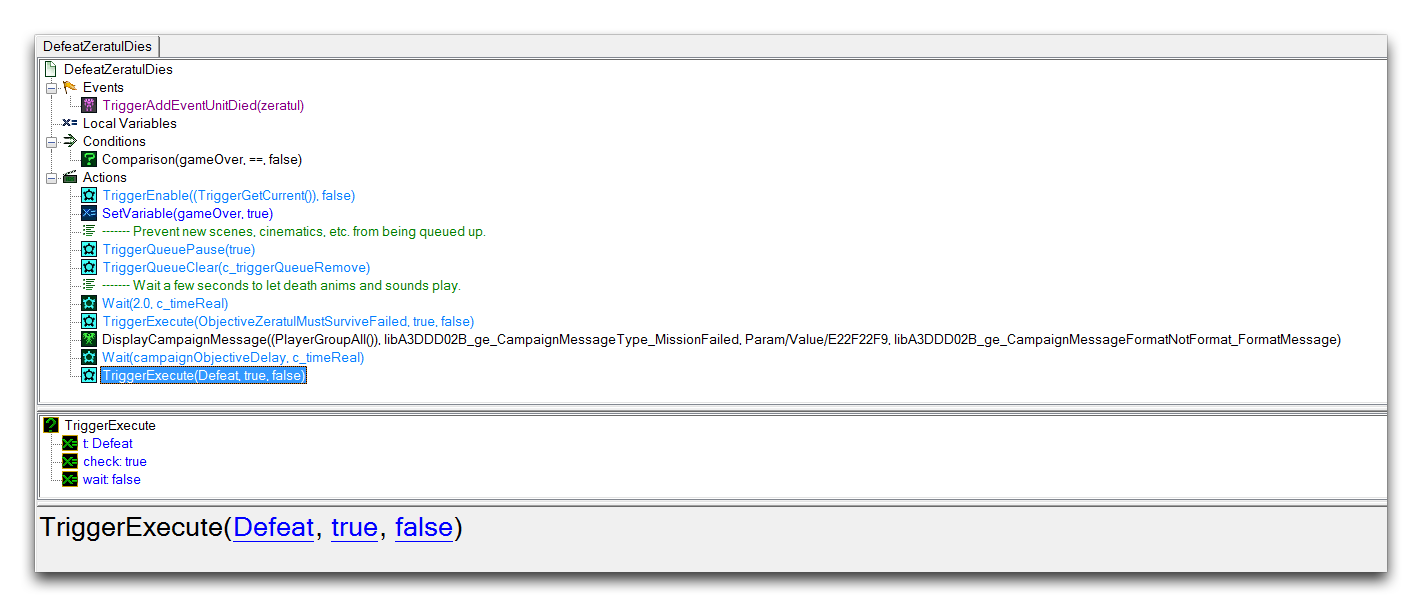 DefeatZeratulDies
DefeatZeratulDies
Events
TriggerAddEventUnitDied(zeratul)
Local Variables
Conditions
Comparison(gameOver, ==, false)
Actions
TriggerEnable((TriggerGetCurrent()), false)
SetVariable(gameOver, true)
------- Prevent new scenes, cinematics, etc. from being queued up.
TriggerQueuePause(true)
TriggerQueueClear(c_triggerQueueRemove)
------- Wait a few seconds to let death anims and sounds play.
Wait(2.0, c_timeReal)
TriggerExecute(ObjectiveZeratulMustSurviveFailed, true, false)
DisplayCampaignMessage((PlayerGroupAll()), libA3DDD02B_ge_CampaignMessageType_MissionFailed, Param/Value/E22F22F9, libA3DDD02B_ge_CampaignMessageFormatNotFormat_FormatMessage)
Wait(campaignObjectiveDelay, c_timeReal)
TriggerExecute(Defeat, true, false)
TriggerExecute
t: Defeat
check: true
wait: false
TriggerExecute(Defeat, true, false)